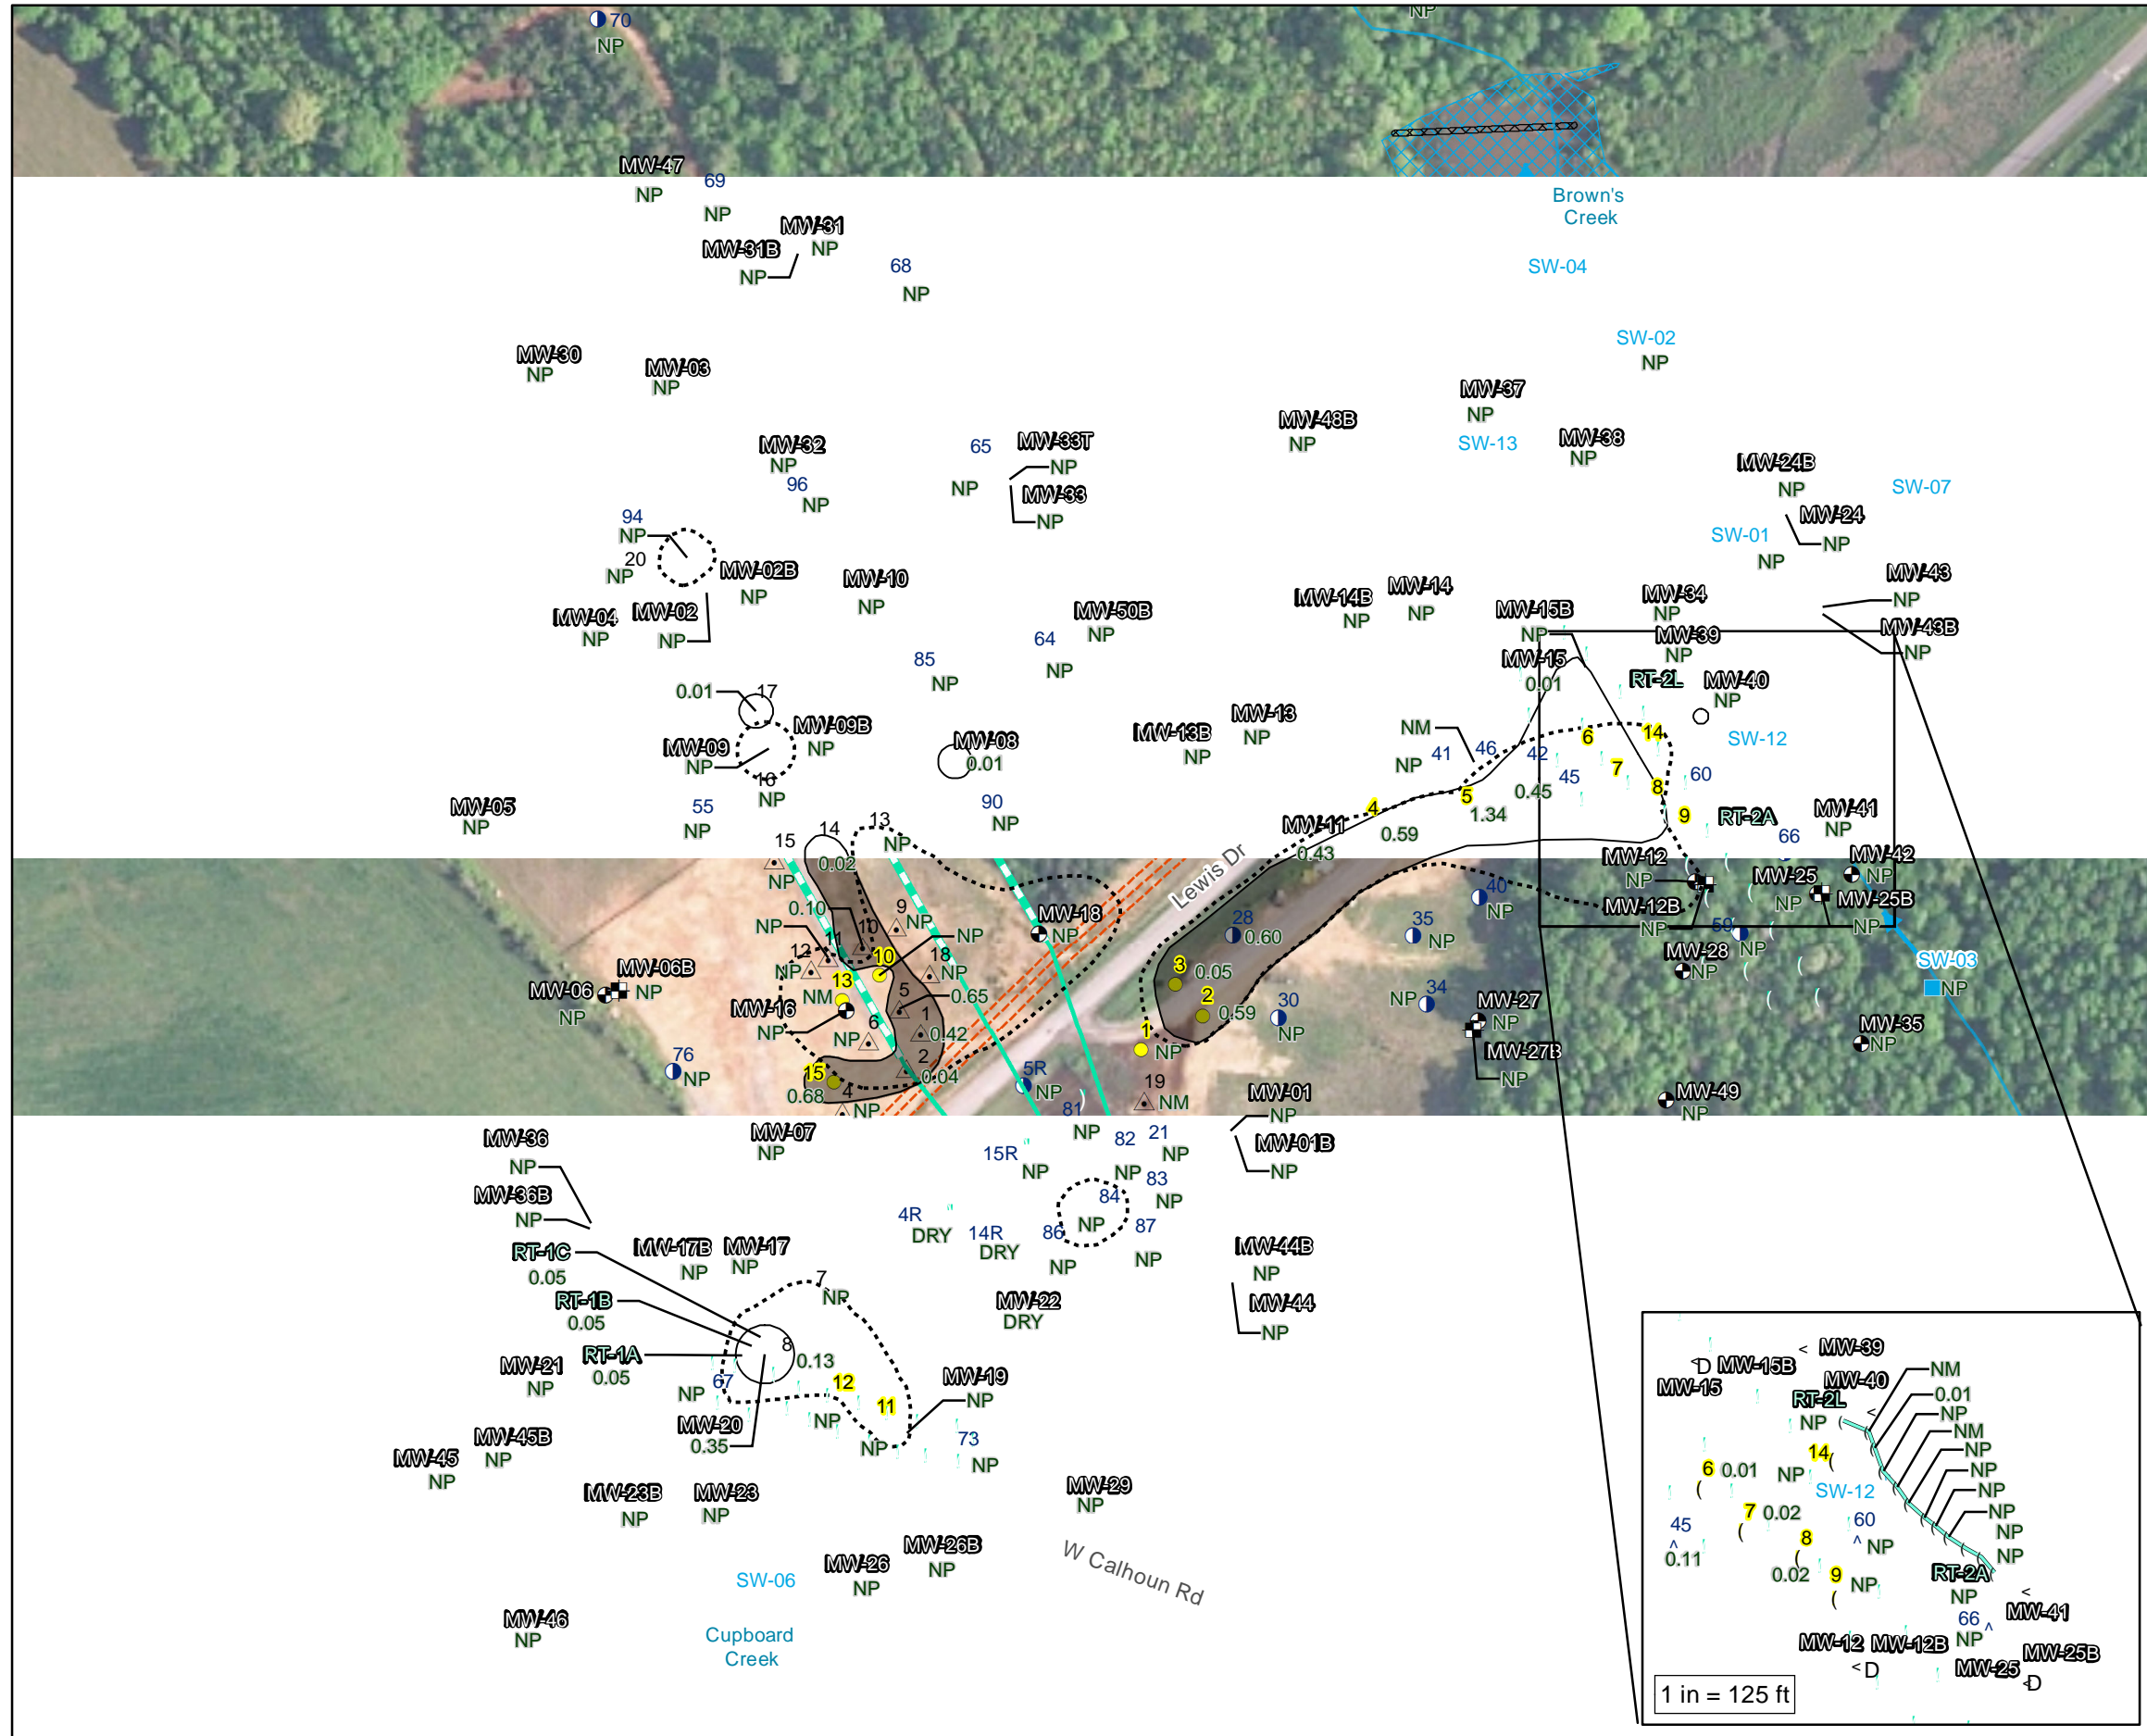 NP
70
NP
MW-47
NP
69
NP
MW-31
NP
MW-31B
NP
68
NP
Brown's
Creek
SW-04
SW-02
NP
MW-30
NP
MW-03
NP
MW-37
NP
MW-48B
NP
SW-13
MW-38
NP
MW-32
NP
96
NP
65
NP
MW-33T
NP
MW-33
NP
MW-24B
NP
SW-07
MW-24
NP
SW-01
NP
94
NP
20
NP
MW-02B
NP
MW-10
NP
MW-04
NP
MW-02
NP
MW-50B
NP
64
NP
85
NP
MW-14B
NP
MW-14
NP
MW-15B
NP
MW-34
NP
MW-39
NP
MW-43
NP
MW-43B
NP
MW-15
0.01
RT-2L
MW-40
NP
SW-12
0.01
17
MW-09B
NP
MW-09
NP
16
NP
MW-08
0.01
MW-13B
NP
MW-13
NP
NM
NP
41
46
42
45
6
14
7
8
60
9
0.45
5
1.34
4
0.59
MW-11
0.43
RT-2A
MW-41
NP
66
MW-05
NP
55
NP
90
NP
15
NP
14
0.02
13
NP
0.10
9
NP
NP
10
11
NP
12
NP
10
18
NP
13
NM
MW-18
NP
Lewis Dr
28
0.60
35
NP
40
NP
MW-12
NP
MW-12B
NP
MW-25
NP
MW-42
NP
MW-25B
NP
59
NP
MW-28
NP
SW-03
NP
MW-06B
NP
MW-06
NP
MW-16
NP
5
0.65
1
0.42
6
NP
2
0.04
15
0.68
4
NP
76
NP
3
0.05
2
0.59
1
NP
30
NP
34
NP
MW-27
NP
MW-27B
NP
MW-35
NP
MW-49
NP
5R
NP
81
NP
19
NM
MW-01
NP
MW-01B
NP
MW-07
NP
MW-36
NP
MW-36B
NP
15R
NP
82
NP
21
NP
83
NP
84
NP
86
NP
87
NP
4R
DRY
14R
DRY
MW-22
DRY
MW-44B
NP
MW-44
NP
RT-1C
0.05
RT-1B
0.05
RT-1A
0.05
MW-17B
NP
MW-17
NP
7
NP
8
0.13
67
NP
12
NP
11
NP
MW-19
NP
MW-20
0.35
73
NP
MW-21
NP
MW-45B
NP
MW-45
NP
MW-23B
NP
MW-23
NP
MW-29
NP
MW-26B
NP
MW-26
NP
SW-06
MW-46
NP
Cupboard
Creek
W Calhoun Rd
MW-39
MW-15B
MW-15
MW-40
RT-2L
NP
NM
0.01
NP
NM
NP
NP
NP
NP
NP
NP
14
NP
6
0.01
SW-12
7
0.02
45
0.11
8
0.02
60
NP
9
NP
RT-2A
NP
MW-41
66
NP
MW-12
MW-12B
MW-25
MW-25B
1 in = 125 ft